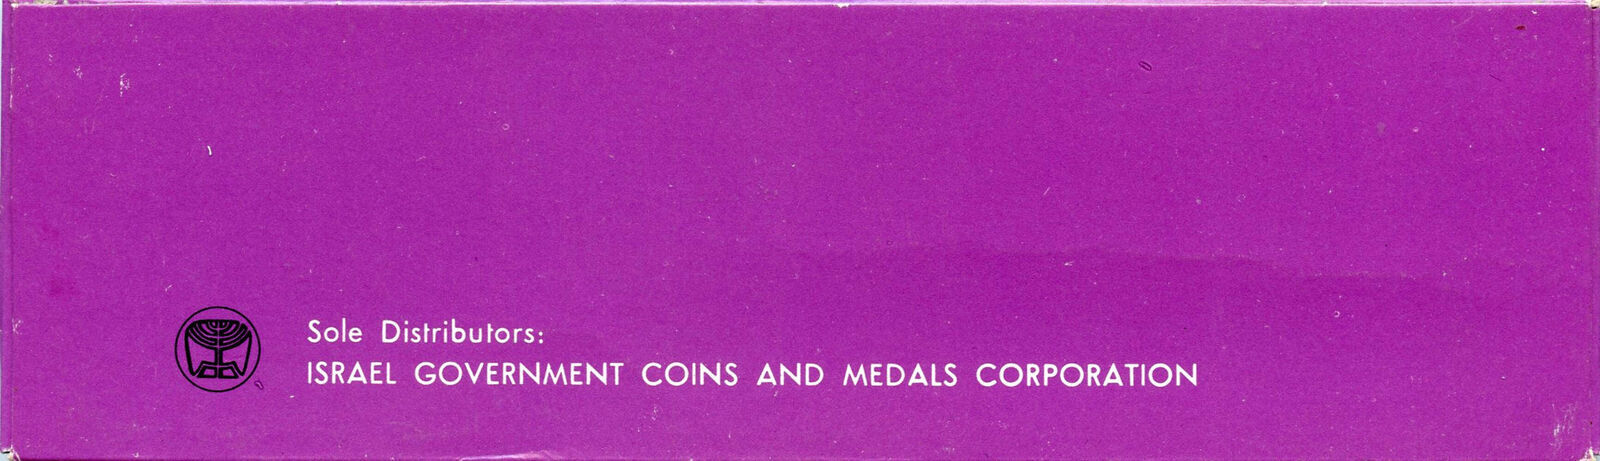 Sole Distributors:
ISRAEL GOVERNMENT COINS AND MEDALS CORPORATION